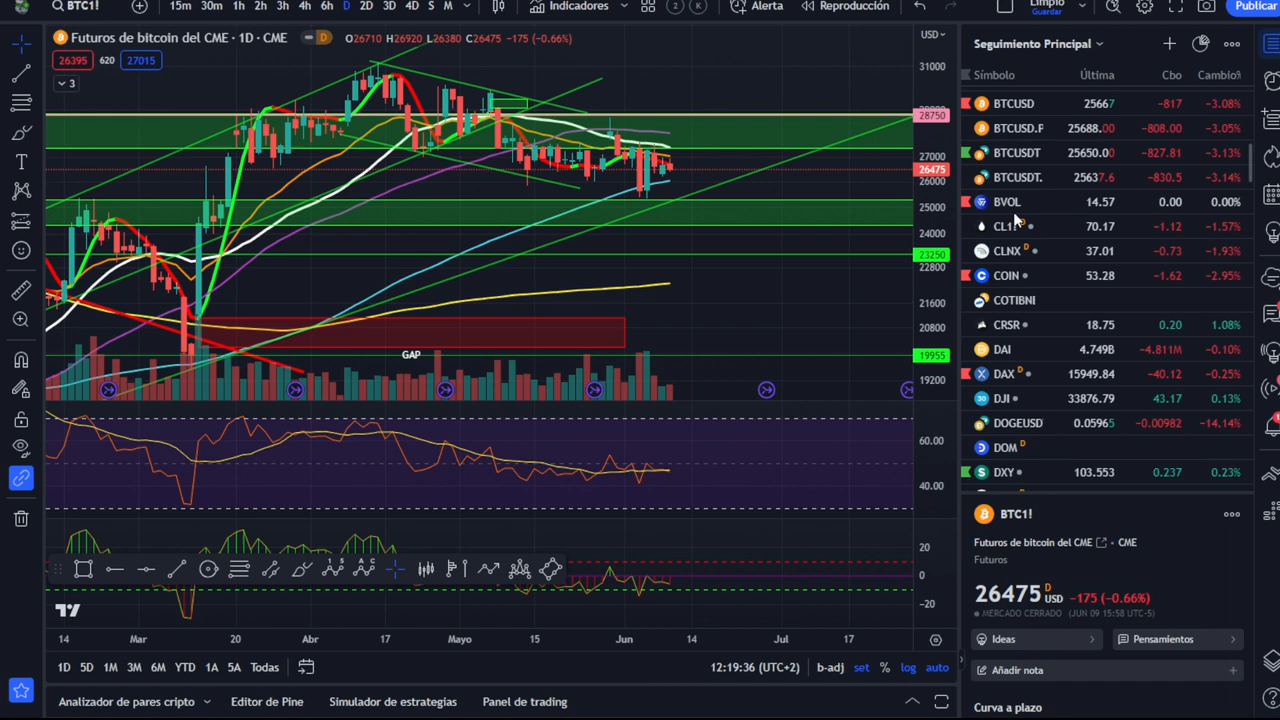 BTC1! 15m 30m 1h 2h 3h 4h 6h D 2D 3D 4D S M Indicadores 2 K Alerta Reproducción Limpio Guardar Publicar
Futuros de bitcoin del CME · 1D · CME D O26710 H26920 L26380 C26475 −175 (−0.66%)
26395 620 27015
3
USD
31000
28750
27000
26475
26000
25000
24000
23250
22800
21600
20800
19955
19200
GAP
60.00
40.00
20
0
−20
14 Mar 20 Abr 17 Mayo 15 Jun 14 Jul 17
1D 5D 1M 3M 6M YTD 1A 5A Todas 12:19:36 (UTC+2) b-adj set % log auto
Analizador de pares cripto Editor de Pine Simulador de estrategias Panel de trading
Seguimiento Principal
Símbolo Última Cbo Cambio%
BTCUSD 25667 −817 −3.08%
BTCUSD.P 25688.00 −808.00 −3.05%
BTCUSDT 25650.00 −827.81 −3.13%
BTCUSDT. 25637.6 −830.5 −3.14%
BVOL 14.57 0.00 0.00%
CL1! D 70.17 −1.12 −1.57%
CLNX D 37.01 −0.73 −1.93%
COIN 53.28 −1.62 −2.95%
COTIBNI
CRSR 18.75 0.20 1.08%
DAI 4.749B −4.811M −0.10%
DAX D 15949.84 −40.12 −0.25%
DJI 33876.79 43.17 0.13%
DOGEUSD 0.05965 −0.00982 −14.14%
DOM D
DXY 103.553 0.237 0.23%
BTC1!
Futuros de bitcoin del CME · CME
Futuros
26475 D USD −175 (−0.66%)
MERCADO CERRADO (JUN 09 15:58 UTC-5)
Ideas Pensamientos
Añadir nota
Curva a plazo